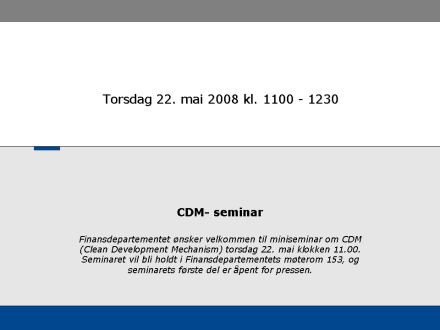 Torsdag 22. mai 2008 kl. 1100 - 1230
CDM- seminar
Finansdepartementet ønsker velkommen til miniseminar om CDM
(Clean Development Mechanism) torsdag 22. mai klokken 11.00.
Seminaret vil bli holdt i Finansdepartementets møterom 153, og
seminarets første del er åpent for pressen.